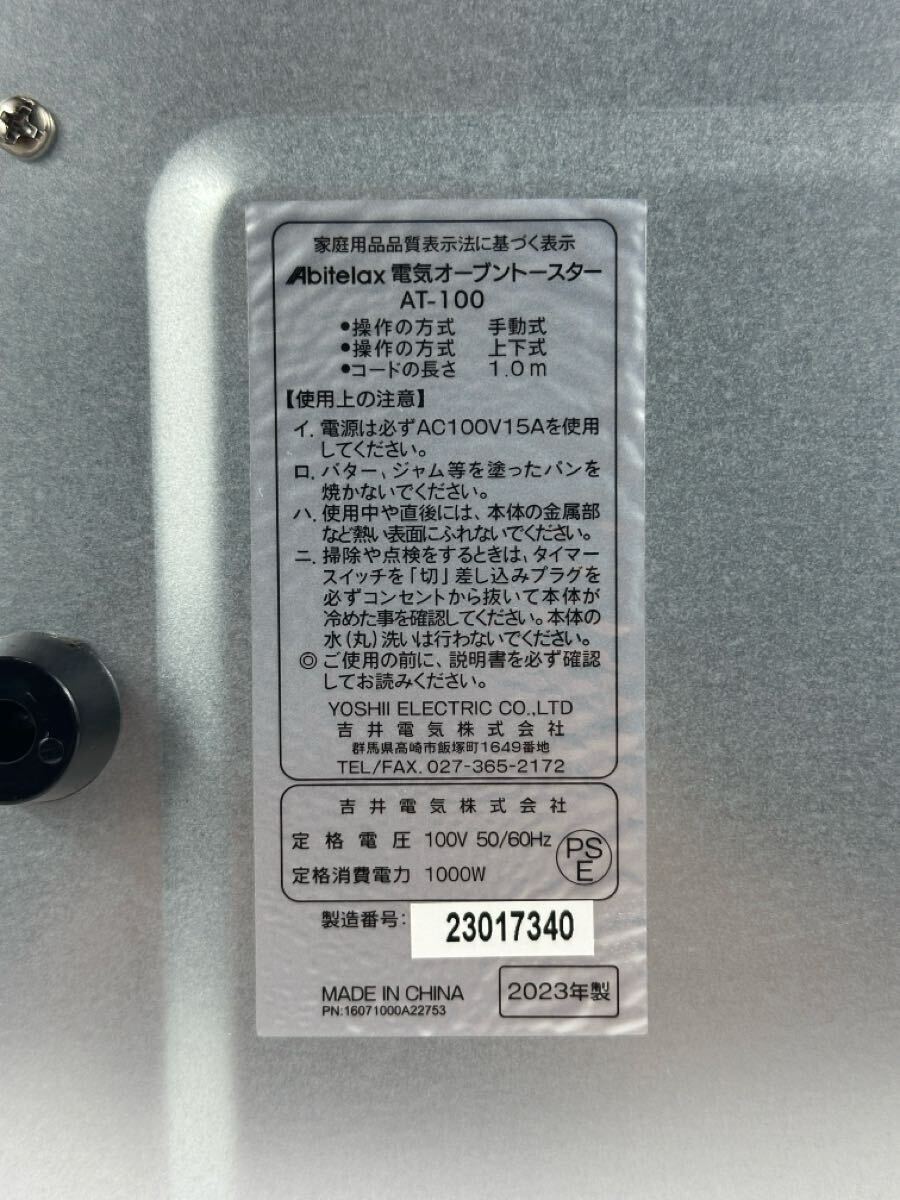 家庭用品品質表示法に基づく表示
Abitelax 電気オーブントースター
AT-100
●操作の方式 手動式
●操作の方式 上下式
●コードの長さ 1.0m
【使用上の注意】
イ. 電源は必ずAC100V15Aを使用
してください。
ロ. バター、ジャム等を塗ったパンを
焼かないでください。
ハ. 使用中や直後には、本体の金属部
など熱い表面にふれないでください。
ニ. 掃除や点検をするときは、タイマー
スイッチを「切」差し込みプラグを
必ずコンセントから抜いて本体が
冷めた事を確認してください。本体の
水(丸)洗いは行わないでください。
◎ ご使用の前に、説明書を必ず確認
してお読みください。
YOSHII ELECTRIC CO.,LTD
吉井電気株式会社
群馬県高崎市飯塚町1649番地
TEL/FAX. 027-365-2172
吉井電気株式会社
定格電圧 100V 50/60Hz
PSE
定格消費電力 1000W
製造番号: 23017340
MADE IN CHINA 2023年製
PN:16071000A22753